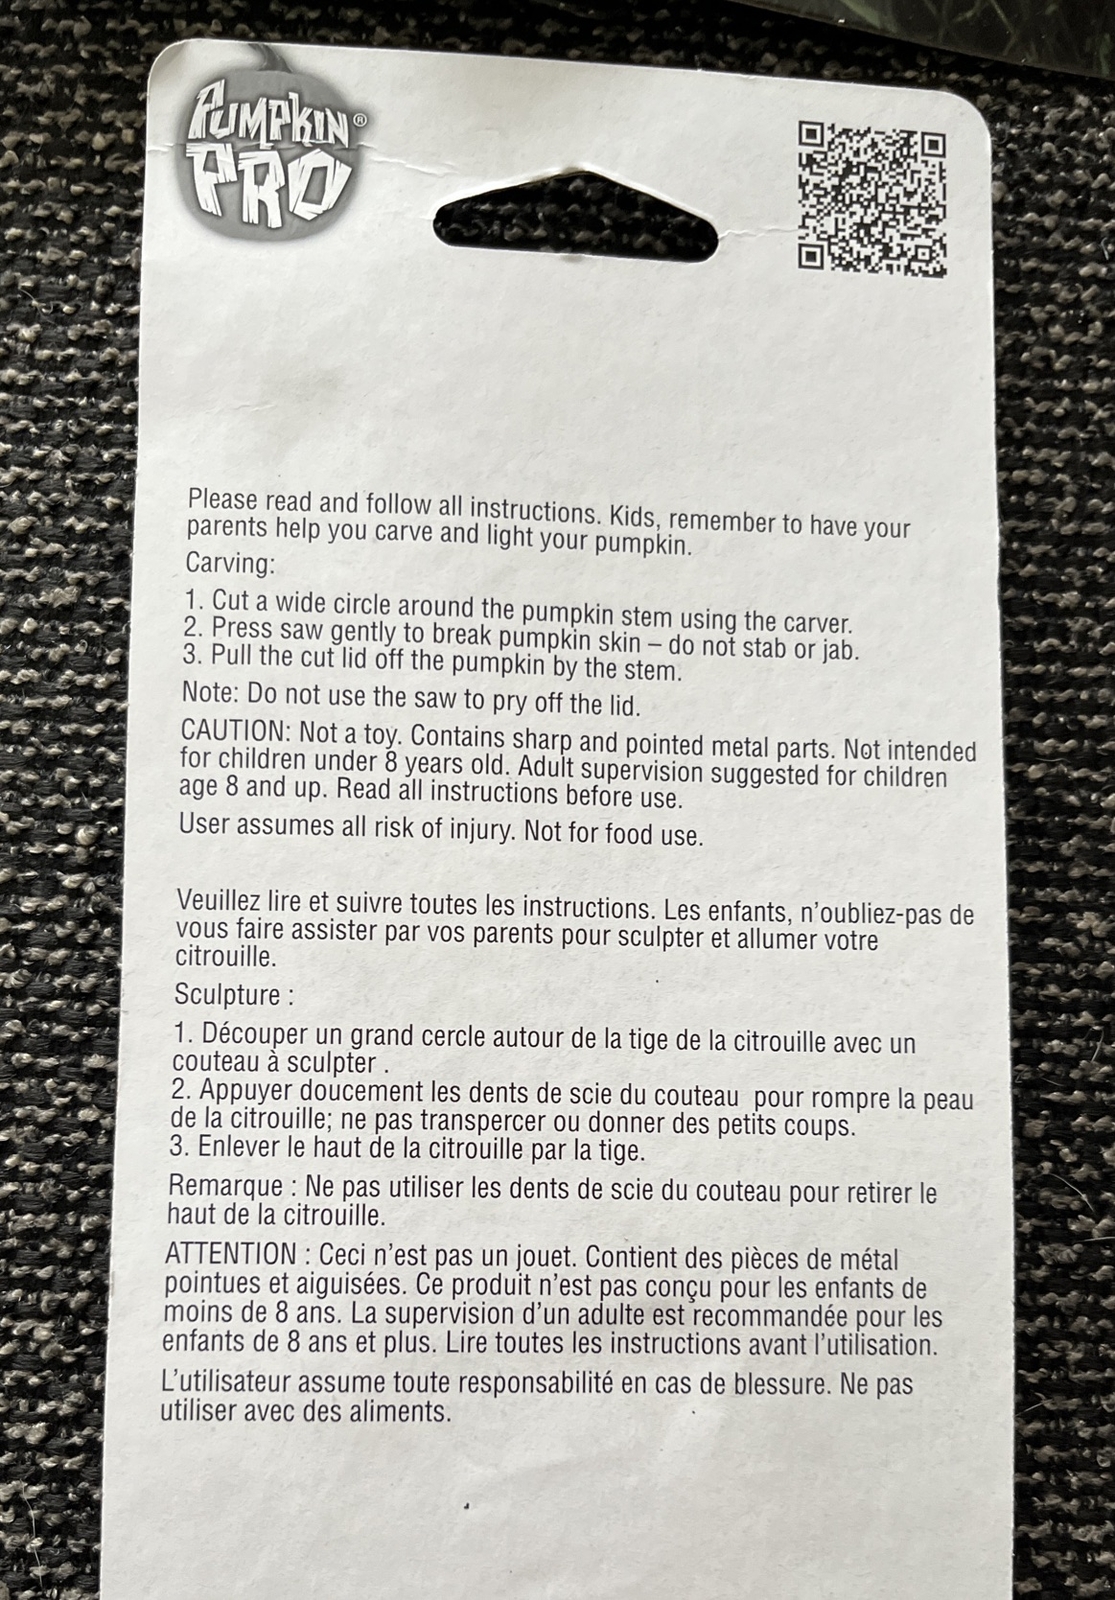 PUMPKIN®
PRO
Please read and follow all instructions. Kids, remember to have your
parents help you carve and light your pumpkin.
Carving:
1. Cut a wide circle around the pumpkin stem using the carver.
2. Press saw gently to break pumpkin skin – do not stab or jab.
3. Pull the cut lid off the pumpkin by the stem.
Note: Do not use the saw to pry off the lid.
CAUTION: Not a toy. Contains sharp and pointed metal parts. Not intended
for children under 8 years old. Adult supervision suggested for children
age 8 and up. Read all instructions before use.
User assumes all risk of injury. Not for food use.
Veuillez lire et suivre toutes les instructions. Les enfants, n'oubliez-pas de
vous faire assister par vos parents pour sculpter et allumer votre
citrouille.
Sculpture :
1. Découper un grand cercle autour de la tige de la citrouille avec un
couteau à sculpter .
2. Appuyer doucement les dents de scie du couteau  pour rompre la peau
de la citrouille; ne pas transpercer ou donner des petits coups.
3. Enlever le haut de la citrouille par la tige.
Remarque : Ne pas utiliser les dents de scie du couteau pour retirer le
haut de la citrouille.
ATTENTION : Ceci n'est pas un jouet. Contient des pièces de métal
pointues et aiguisées. Ce produit n'est pas conçu pour les enfants de
moins de 8 ans. La supervision d'un adulte est recommandée pour les
enfants de 8 ans et plus. Lire toutes les instructions avant l'utilisation.
L'utilisateur assume toute responsabilité en cas de blessure. Ne pas
utiliser avec des aliments.